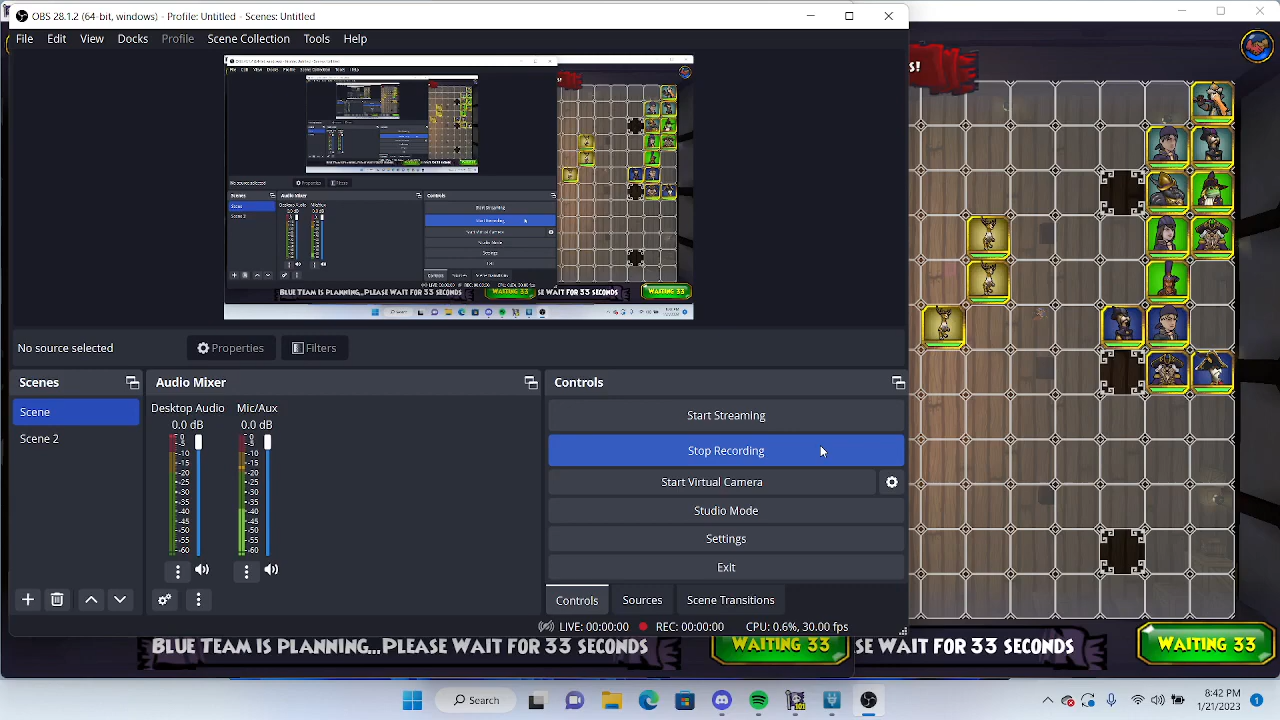 OBS 28.1.2 (64-bit, windows) - Profile: Untitled - Scenes: Untitled
File Edit View Docks Profile Scene Collection Tools Help
S!
No source selected
Properties
Filters
Scenes
Audio Mixer
Controls
Scene
Scene 2
Desktop Audio
0.0 dB
Mic/Aux
0.0 dB
Start Streaming
Stop Recording
Start Virtual Camera
Studio Mode
Settings
Exit
Controls
Sources
Scene Transitions
LIVE: 00:00:00
REC: 00:00:00
CPU: 0.6%, 30.00 fps
BLUE TEAM IS PLANNING...PLEASE WAIT FOR 33 SECONDS
WAITING 33
SE WAIT FOR 33 SECONDS
WAITING 33
Search
8:42 PM
1/21/2023
1